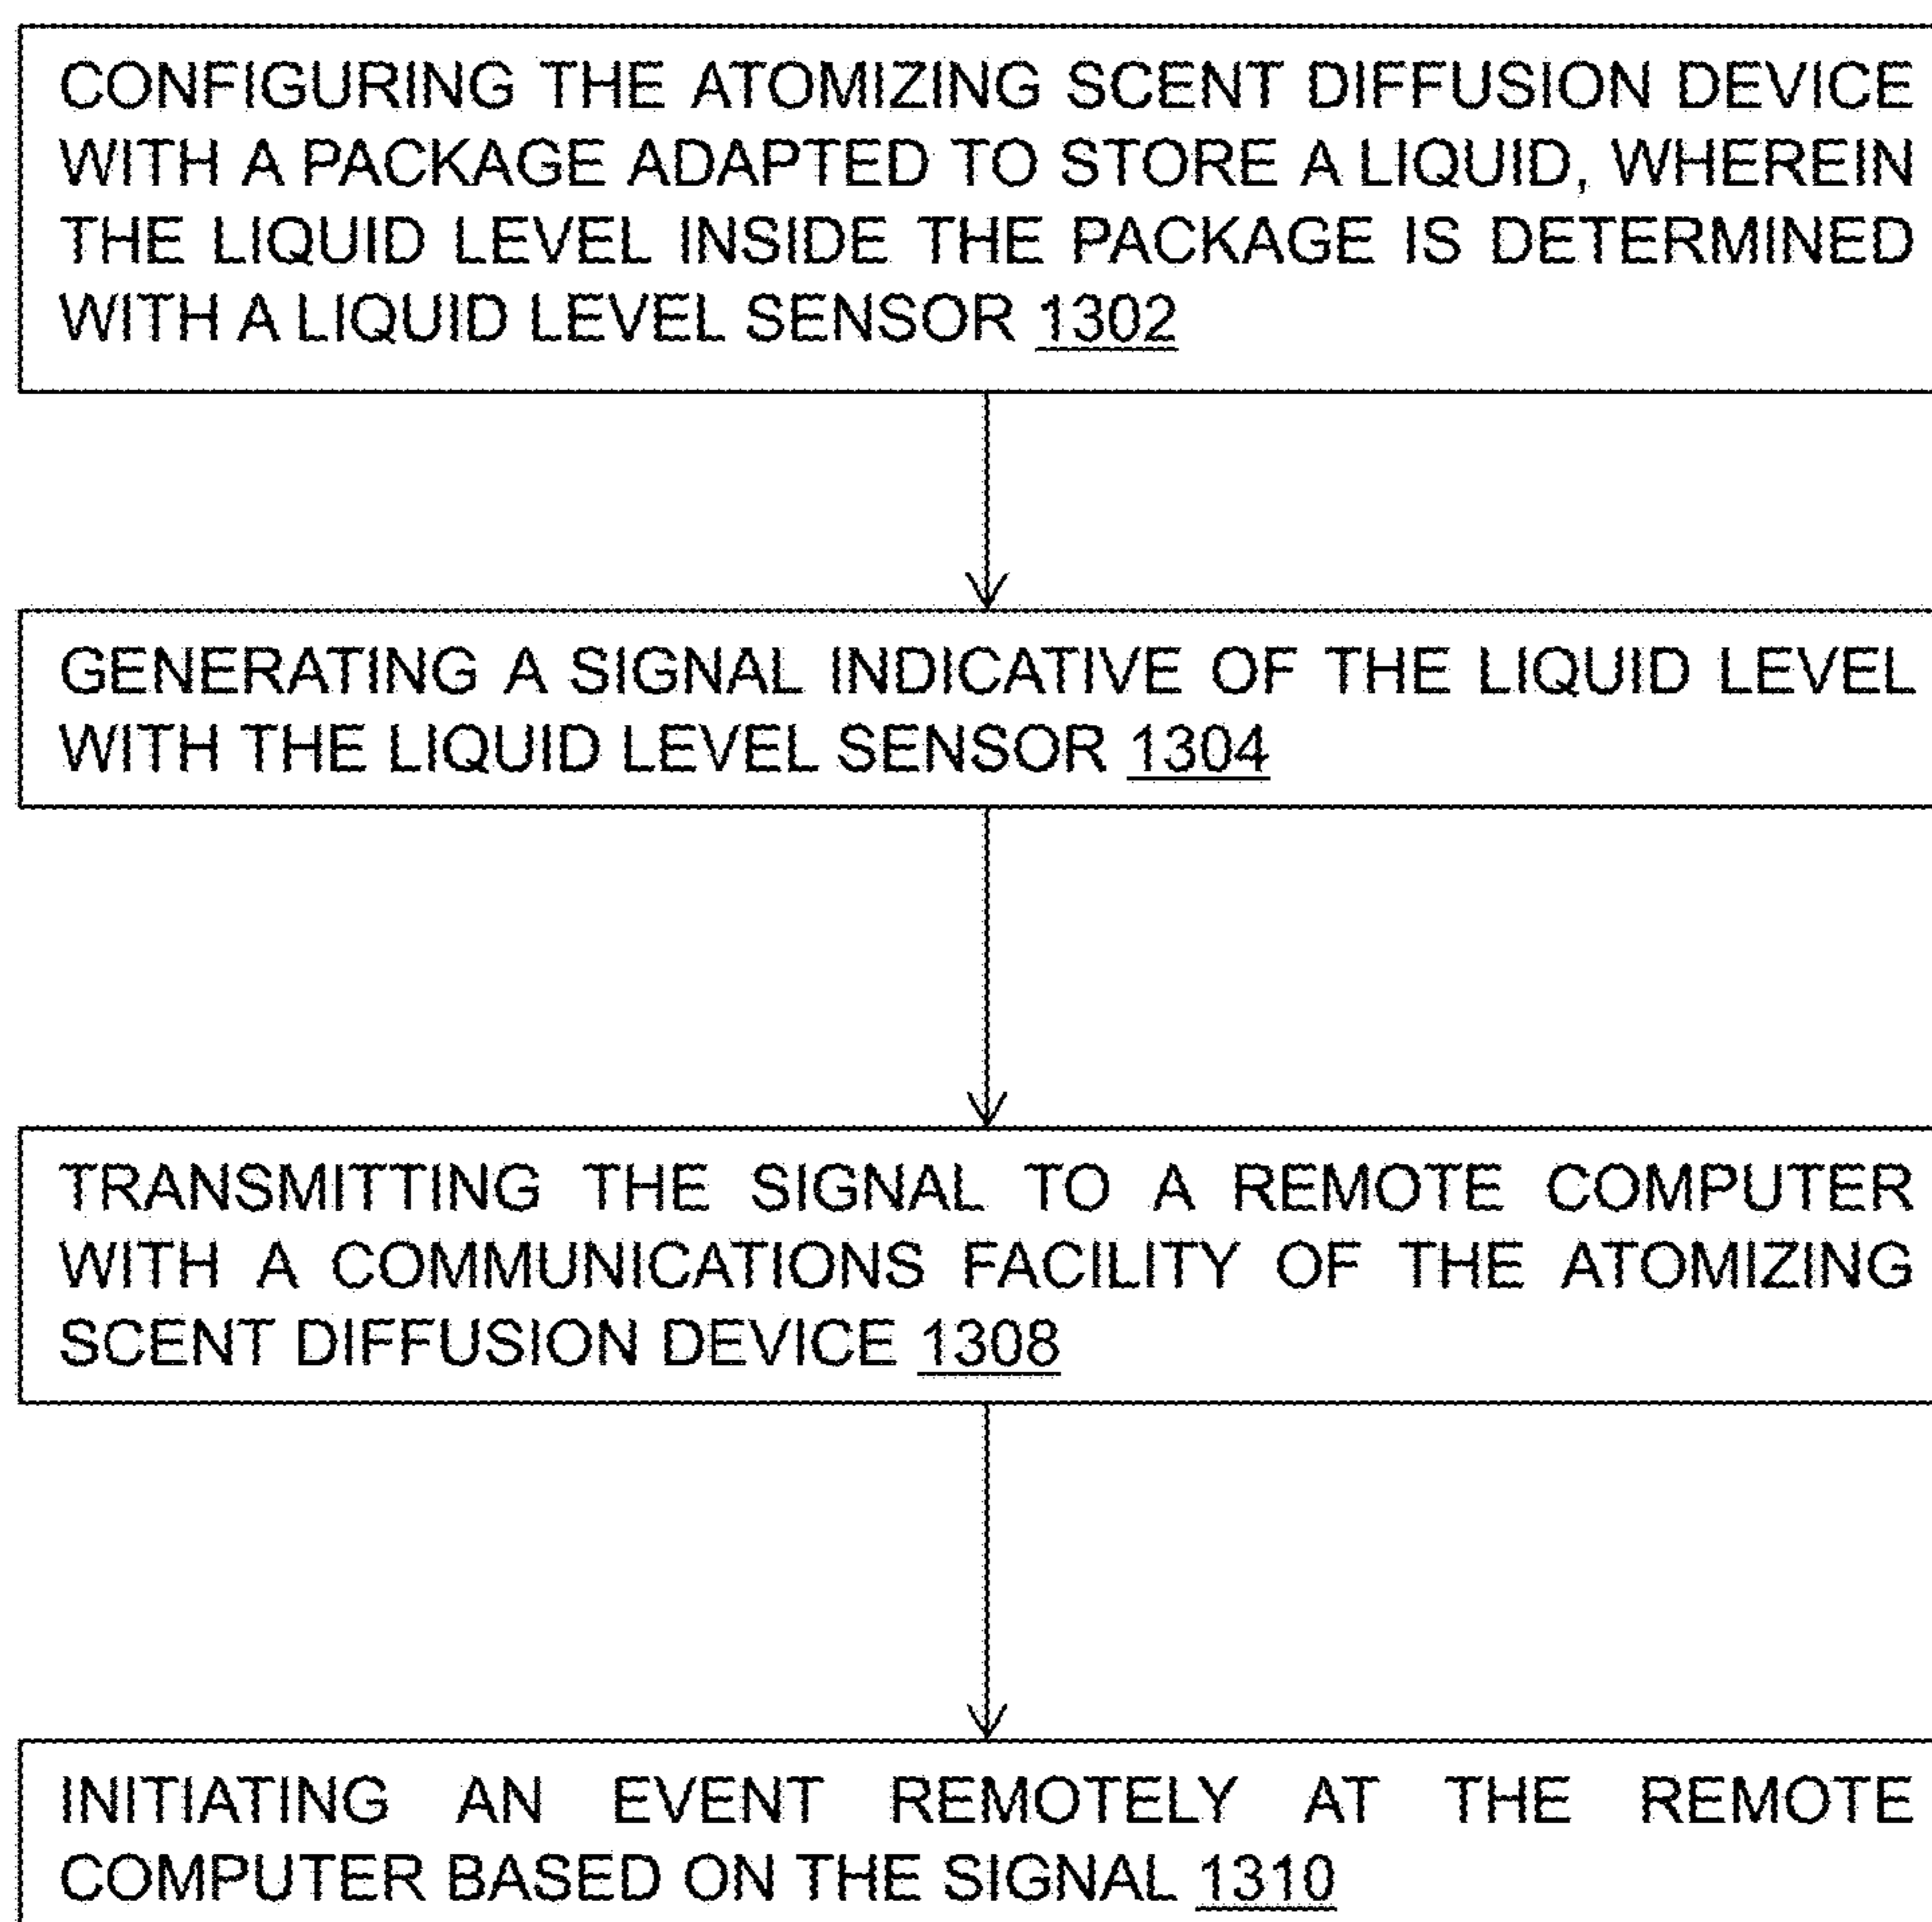 CONFIGURING THE ATOMIZING SCENT DIFFUSION DEVICE
WITH A PACKAGE ADAPTED TO STORE A LIQUID, WHEREIN
THE LIQUID LEVEL INSIDE THE PACKAGE IS DETERMINED
WITH A LIQUID LEVEL SENSOR 1302
GENERATING A SIGNAL INDICATIVE OF THE LIQUID LEVEL
WITH THE LIQUID LEVEL SENSOR 1304
TRANSMITTING THE SIGNAL TO A REMOTE COMPUTER
WITH A COMMUNICATIONS FACILITY OF THE ATOMIZING
SCENT DIFFUSION DEVICE 1308
INITIATING AN EVENT REMOTELY AT THE REMOTE
COMPUTER BASED ON THE SIGNAL 1310